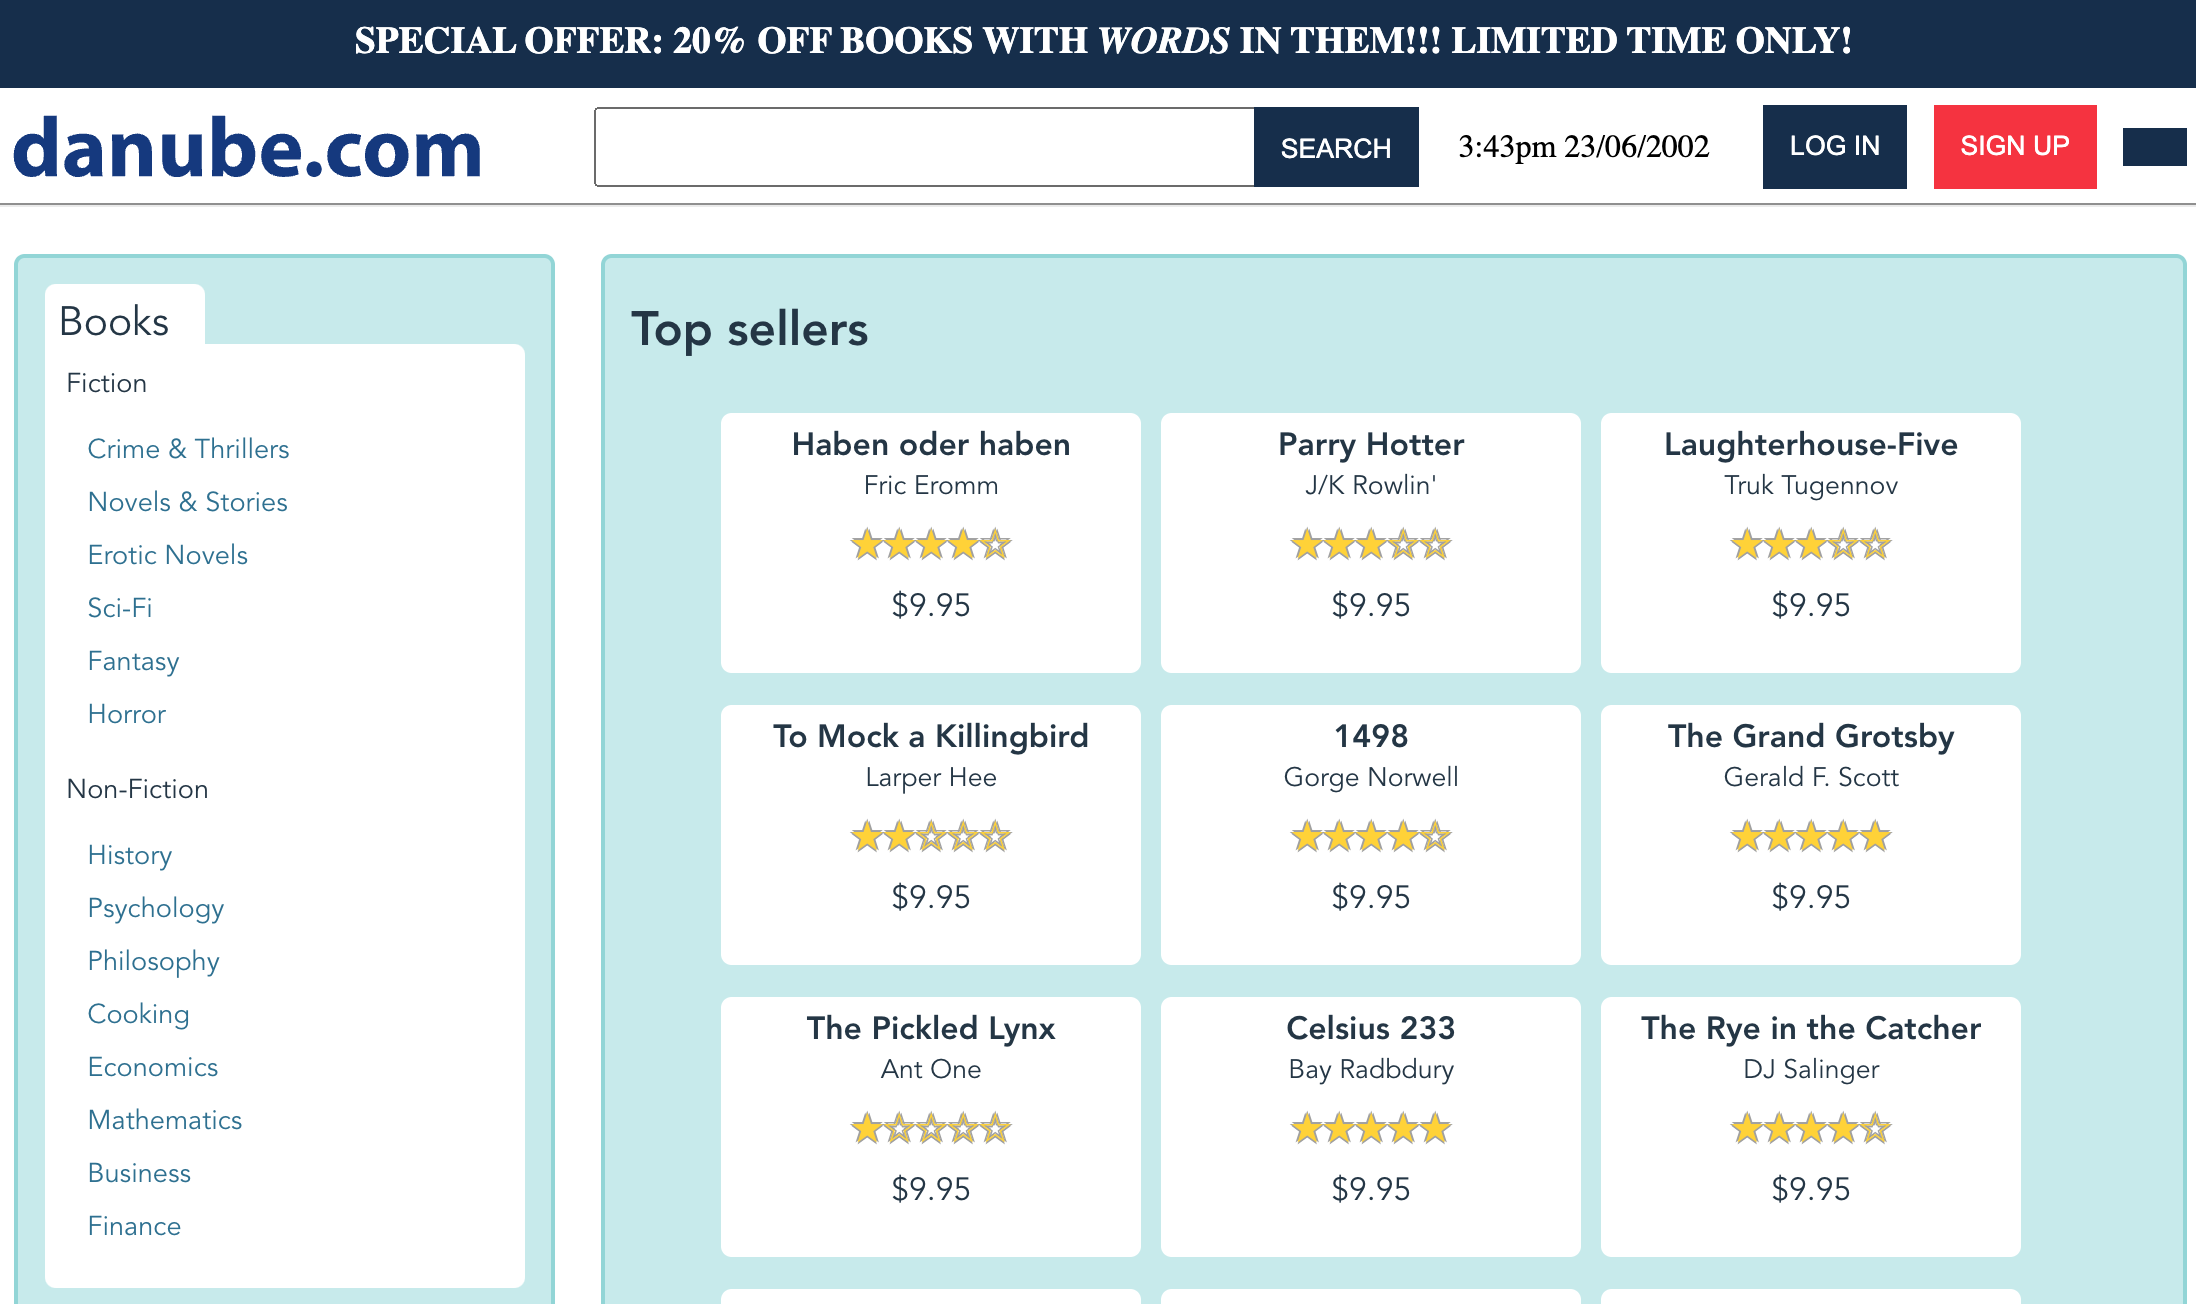 SPECIAL OFFER: 20% OFF BOOKS WITH WORDS IN THEM!!! LIMITED TIME ONLY!
danube.com
SEARCH
3:43pm 23/06/2002
LOG IN
SIGN UP
Books
Fiction
Crime & Thrillers
Novels & Stories
Erotic Novels
Sci-Fi
Fantasy
Horror
Non-Fiction
History
Psychology
Philosophy
Cooking
Economics
Mathematics
Business
Finance
Top sellers
Haben oder haben
Fric Eromm
$9.95
Parry Hotter
J/K Rowlin'
$9.95
Laughterhouse-Five
Truk Tugennov
$9.95
To Mock a Killingbird
Larper Hee
$9.95
1498
Gorge Norwell
$9.95
The Grand Grotsby
Gerald F. Scott
$9.95
The Pickled Lynx
Ant One
$9.95
Celsius 233
Bay Radbdury
$9.95
The Rye in the Catcher
DJ Salinger
$9.95